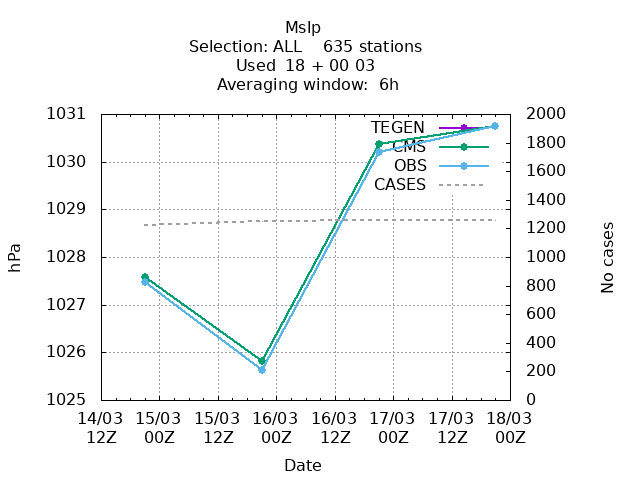 Mslp
Selection: ALL    635 stations
Used  18 + 00 03
Averaging window:  6h
1031
1030
1029
1028
1027
1026
1025
hPa
2000
1800
1600
1400
1200
1000
800
600
400
200
0
No cases
TEGEN
CMS
OBS
CASES
14/03 15/03 15/03 16/03 16/03 17/03 17/03 18/03
12Z 00Z 12Z 00Z 12Z 00Z 12Z 00Z
Date